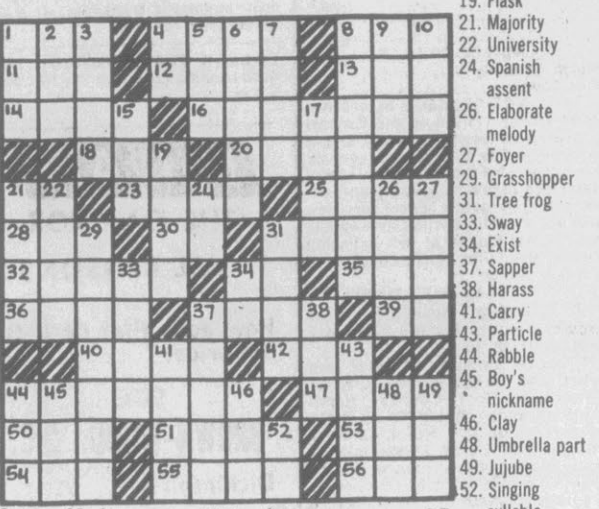 19. Flask
21. Majority
22. University
24. Spanish
assent
26. Elaborate
melody
27. Foyer
29. Grasshopper
31. Tree frog
33. Sway
34. Exist
37. Sapper
38. Harass
41. Carry
43. Particle
44. Rabble
45. Boy's
nickname
46. Clay
48. Umbrella part
49. Jujube
52. Singing
syllable
1 2 3 4 5 6 7 8 9 10
11 12 13
14 15 16 17
18 19 20
21 22 23 24 25 26 27
28 29 30 31
32 33 34 35
36 37 38 39
40 41 42 43
44 45 46 47 48 49
50 51 52 53
54 55 56